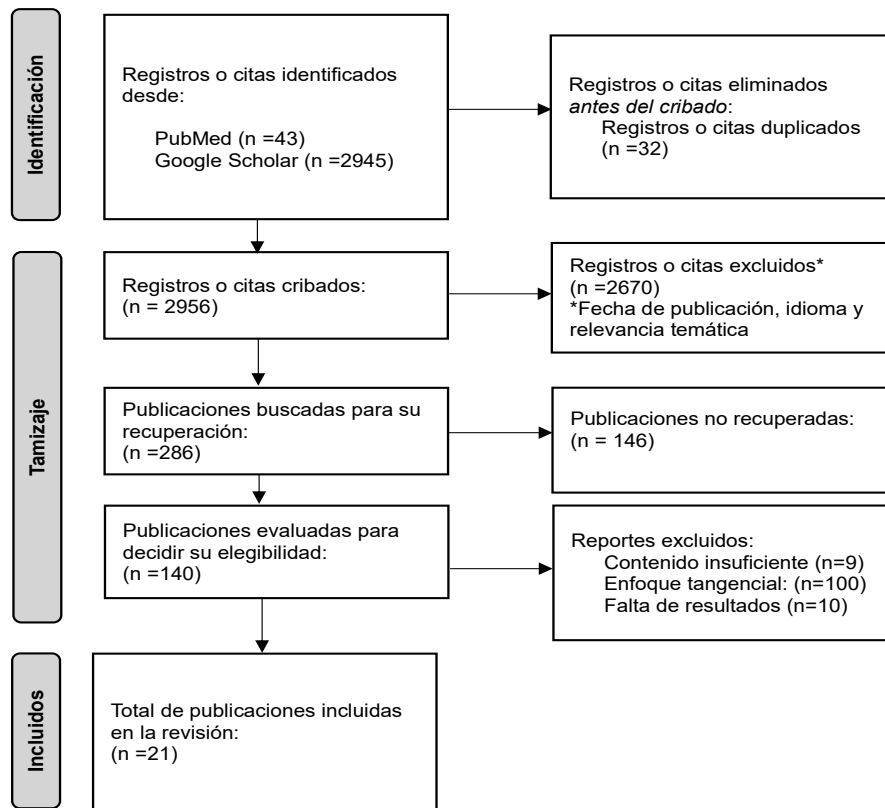 Identificación
Registros o citas identificados
desde:
PubMed (n =43)
Google Scholar (n =2945)
Registros o citas eliminados
antes del cribado:
Registros o citas duplicados
(n =32)
Tamizaje
Registros o citas cribados:
(n = 2956)
Registros o citas excluidos*
(n =2670)
*Fecha de publicación, idioma y
relevancia temática
Publicaciones buscadas para su
recuperación:
(n =286)
Publicaciones no recuperadas:
(n = 146)
Publicaciones evaluadas para
decidir su elegibilidad:
(n =140)
Reportes excluidos:
Contenido insuficiente (n=9)
Enfoque tangencial: (n=100)
Falta de resultados (n=10)
Incluidos
Total de publicaciones incluidas
en la revisión:
(n =21)